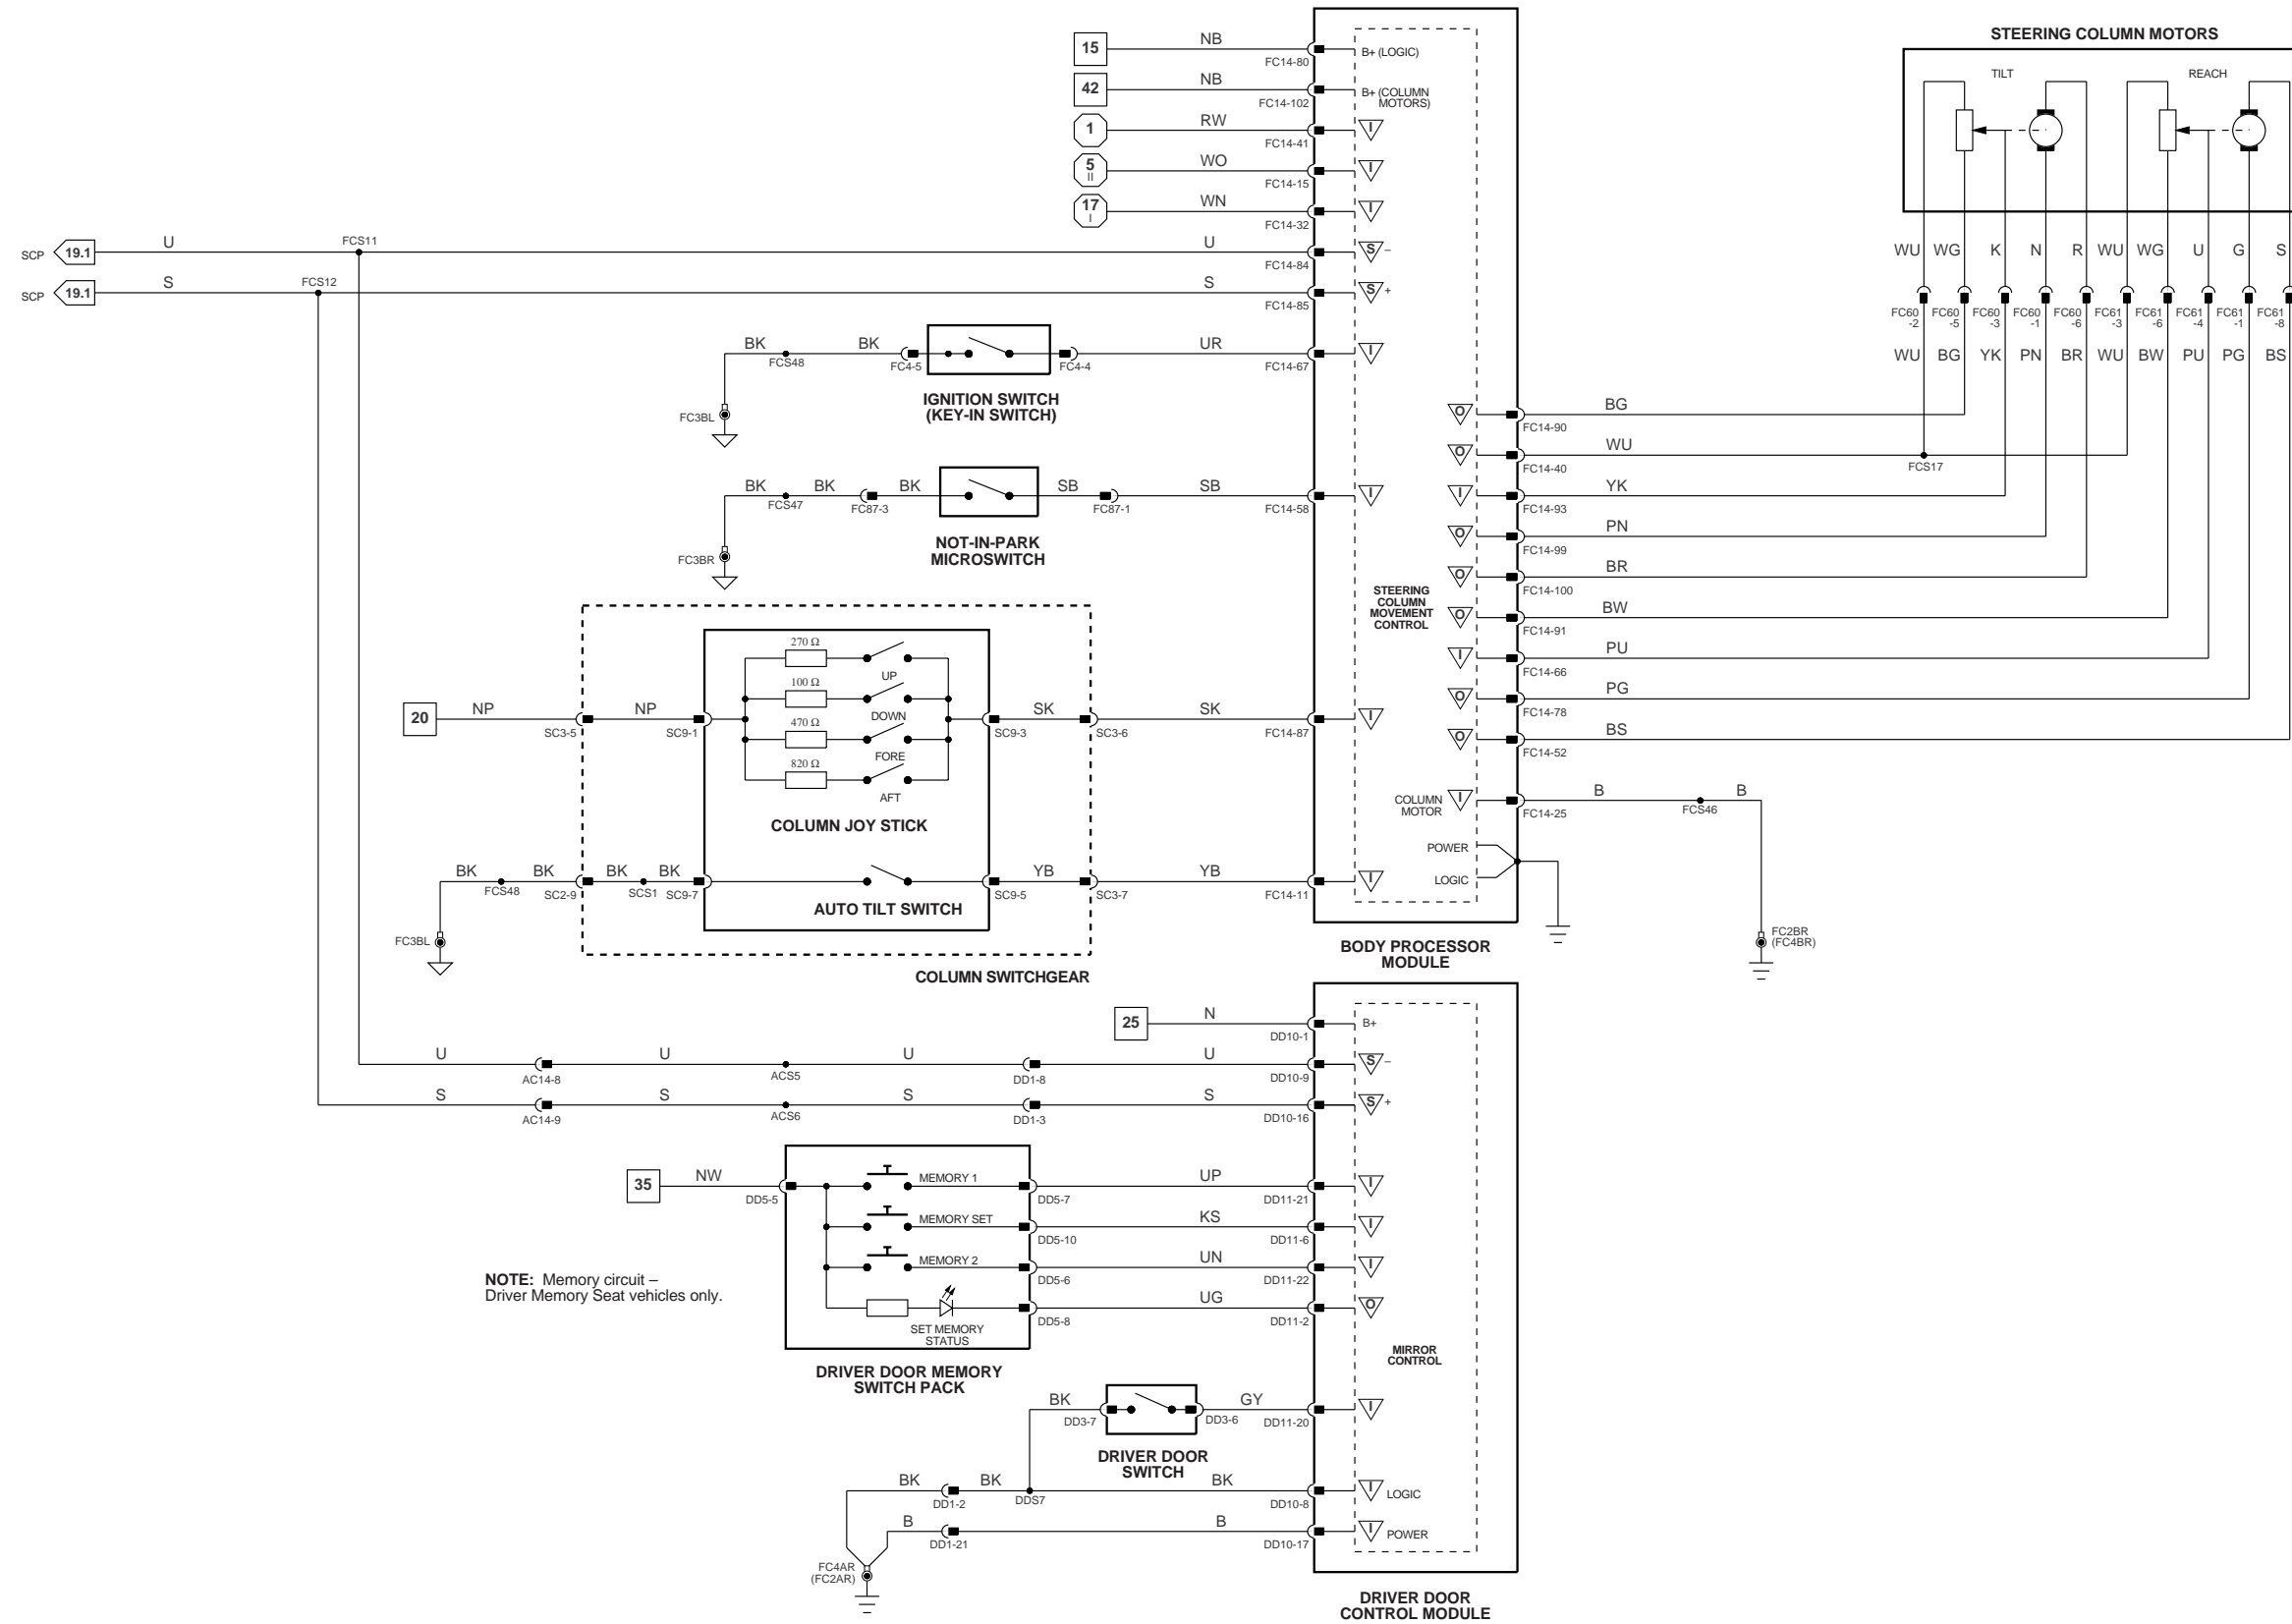 STEERING COLUMN MOTORS
TILT
REACH
15
NB
FC14-80
B+ (LOGIC)
42
NB
FC14-102
B+ (COLUMN
MOTORS)
1
RW
FC14-41
I
5
II
WO
FC14-15
I
17
I
WN
FC14-32
I
SCP
19.1
U
FCS11
U
FC14-84
S
–
SCP
19.1
S
FCS12
S
FC14-85
S
+
WU
WG
K
N
R
WU
WG
U
G
S
FC60
-2
FC60
-5
FC60
-3
FC60
-1
FC60
-6
FC61
-3
FC61
-6
FC61
-4
FC61
-1
FC61
-8
WU
BG
YK
PN
BR
WU
BW
PU
PG
BS
BK
FCS48
BK
FC4-5
FC4-4
UR
FC14-67
I
IGNITION SWITCH
(KEY-IN SWITCH)
FC3BL
O
FC14-90
BG
O
FC14-40
WU
FCS17
BK
FCS47
BK
FC87-3
BK
SB
FC87-1
SB
FC14-58
I
NOT-IN-PARK
MICROSWITCH
FC3BR
I
FC14-93
YK
O
FC14-99
PN
O
FC14-100
BR
STEERING
COLUMN
MOVEMENT
CONTROL
O
FC14-91
BW
I
FC14-66
PU
O
FC14-78
PG
O
FC14-52
BS
270 Ω
UP
100 Ω
DOWN
470 Ω
FORE
820 Ω
AFT
20
NP
SC3-5
NP
SC9-1
SC9-3
SK
SC3-6
SK
FC14-87
I
COLUMN JOY STICK
COLUMN
MOTOR
I
FC14-25
B
FCS46
B
POWER
LOGIC
BK
FCS48
BK
SC2-9
BK
SCS1
BK
SC9-7
SC9-5
YB
SC3-7
YB
FC14-11
I
AUTO TILT SWITCH
FC3BL
FC2BR
(FC4BR)
COLUMN SWITCHGEAR
BODY PROCESSOR
MODULE
25
N
DD10-1
B+
U
AC14-8
U
ACS5
U
DD1-8
U
DD10-9
S
–
S
AC14-9
S
ACS6
S
DD1-3
S
DD10-16
S
+
35
NW
DD5-5
MEMORY 1
DD5-7
UP
DD11-21
I
MEMORY SET
DD5-10
KS
DD11-6
I
MEMORY 2
DD5-6
UN
DD11-22
I
SET MEMORY
STATUS
DD5-8
UG
DD11-2
O
NOTE: Memory circuit –
Driver Memory Seat vehicles only.
DRIVER DOOR MEMORY
SWITCH PACK
MIRROR
CONTROL
BK
DD3-7
DD3-6
GY
DD11-20
I
DRIVER DOOR
SWITCH
BK
DD1-2
BK
DDS7
BK
DD10-8
I
LOGIC
B
DD1-21
B
DD10-17
I
POWER
FC4AR
(FC2AR)
DRIVER DOOR
CONTROL MODULE